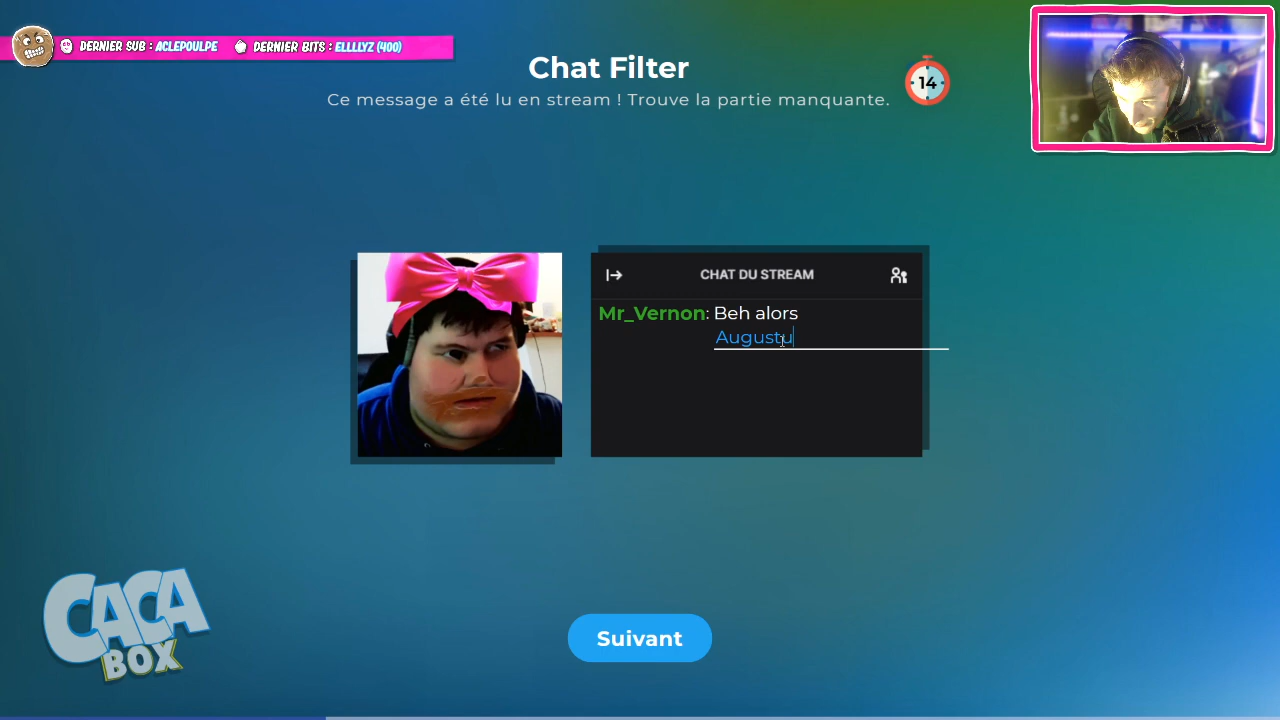 DERNIER SUB : ACLEPOULPE DERNIER BITS : ELLLLYZ (400)
Chat Filter
Ce message a été lu en stream ! Trouve la partie manquante.
14
CHAT DU STREAM
Mr_Vernon: Beh alors
Augustu
CACA
BOX
Suivant